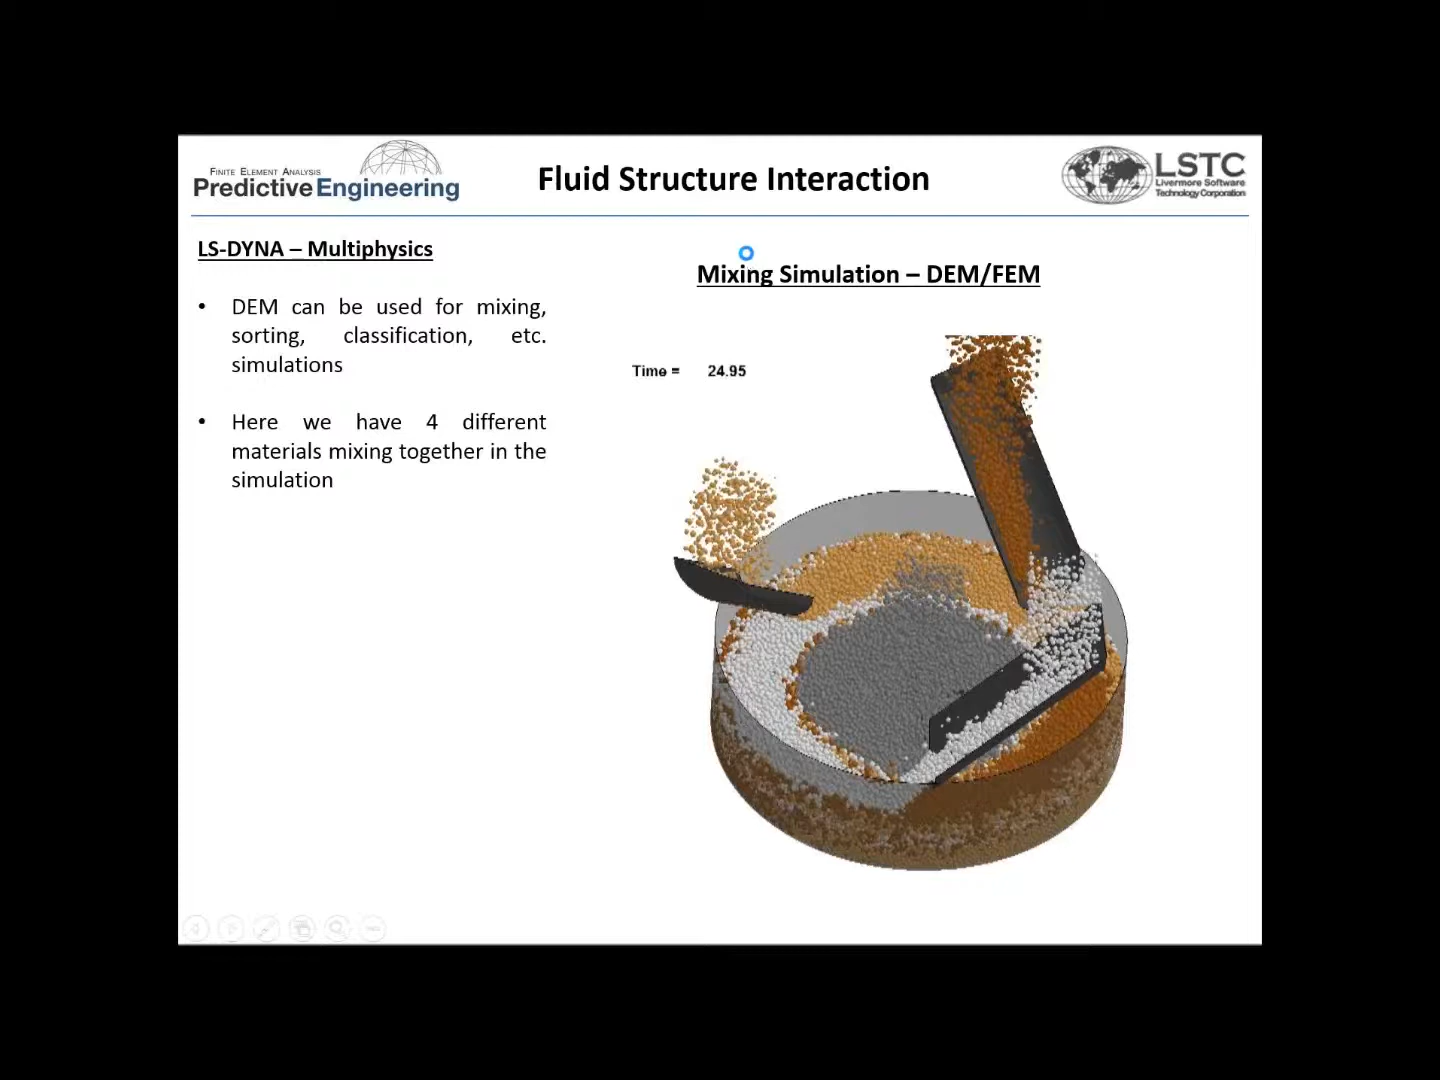 FINITE ELEMENT ANALYSIS
Predictive Engineering
Fluid Structure Interaction
LSTC
Livermore Software
Technology Corporation
LS-DYNA – Multiphysics
• DEM can be used for mixing,
sorting, classification, etc.
simulations
• Here we have 4 different
materials mixing together in the
simulation
Mixing Simulation – DEM/FEM
Time = 24.95